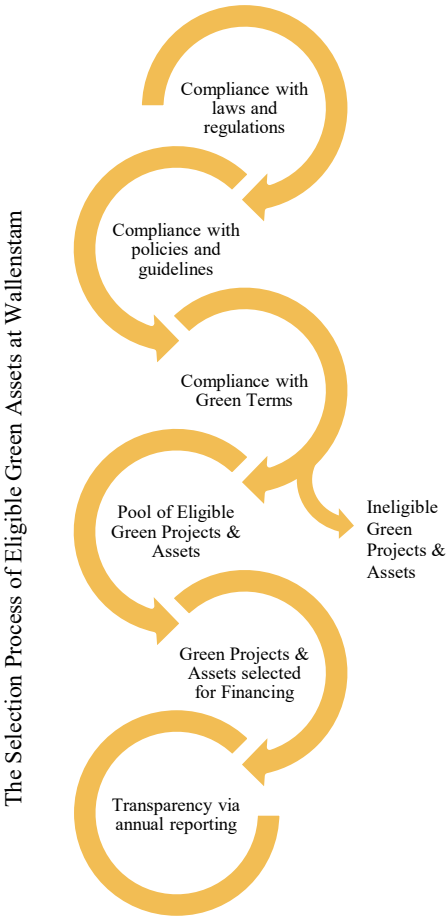 The Selection Process of Eligible Green Assets at Wallenstam
Compliance with
laws and
regulations
Compliance with
policies and
guidelines
Compliance with
Green Terms
Ineligible
Green
Projects &
Assets
Pool of Eligible
Green Projects &
Assets
Green Projects &
Assets selected
for Financing
Transparency via
annual reporting